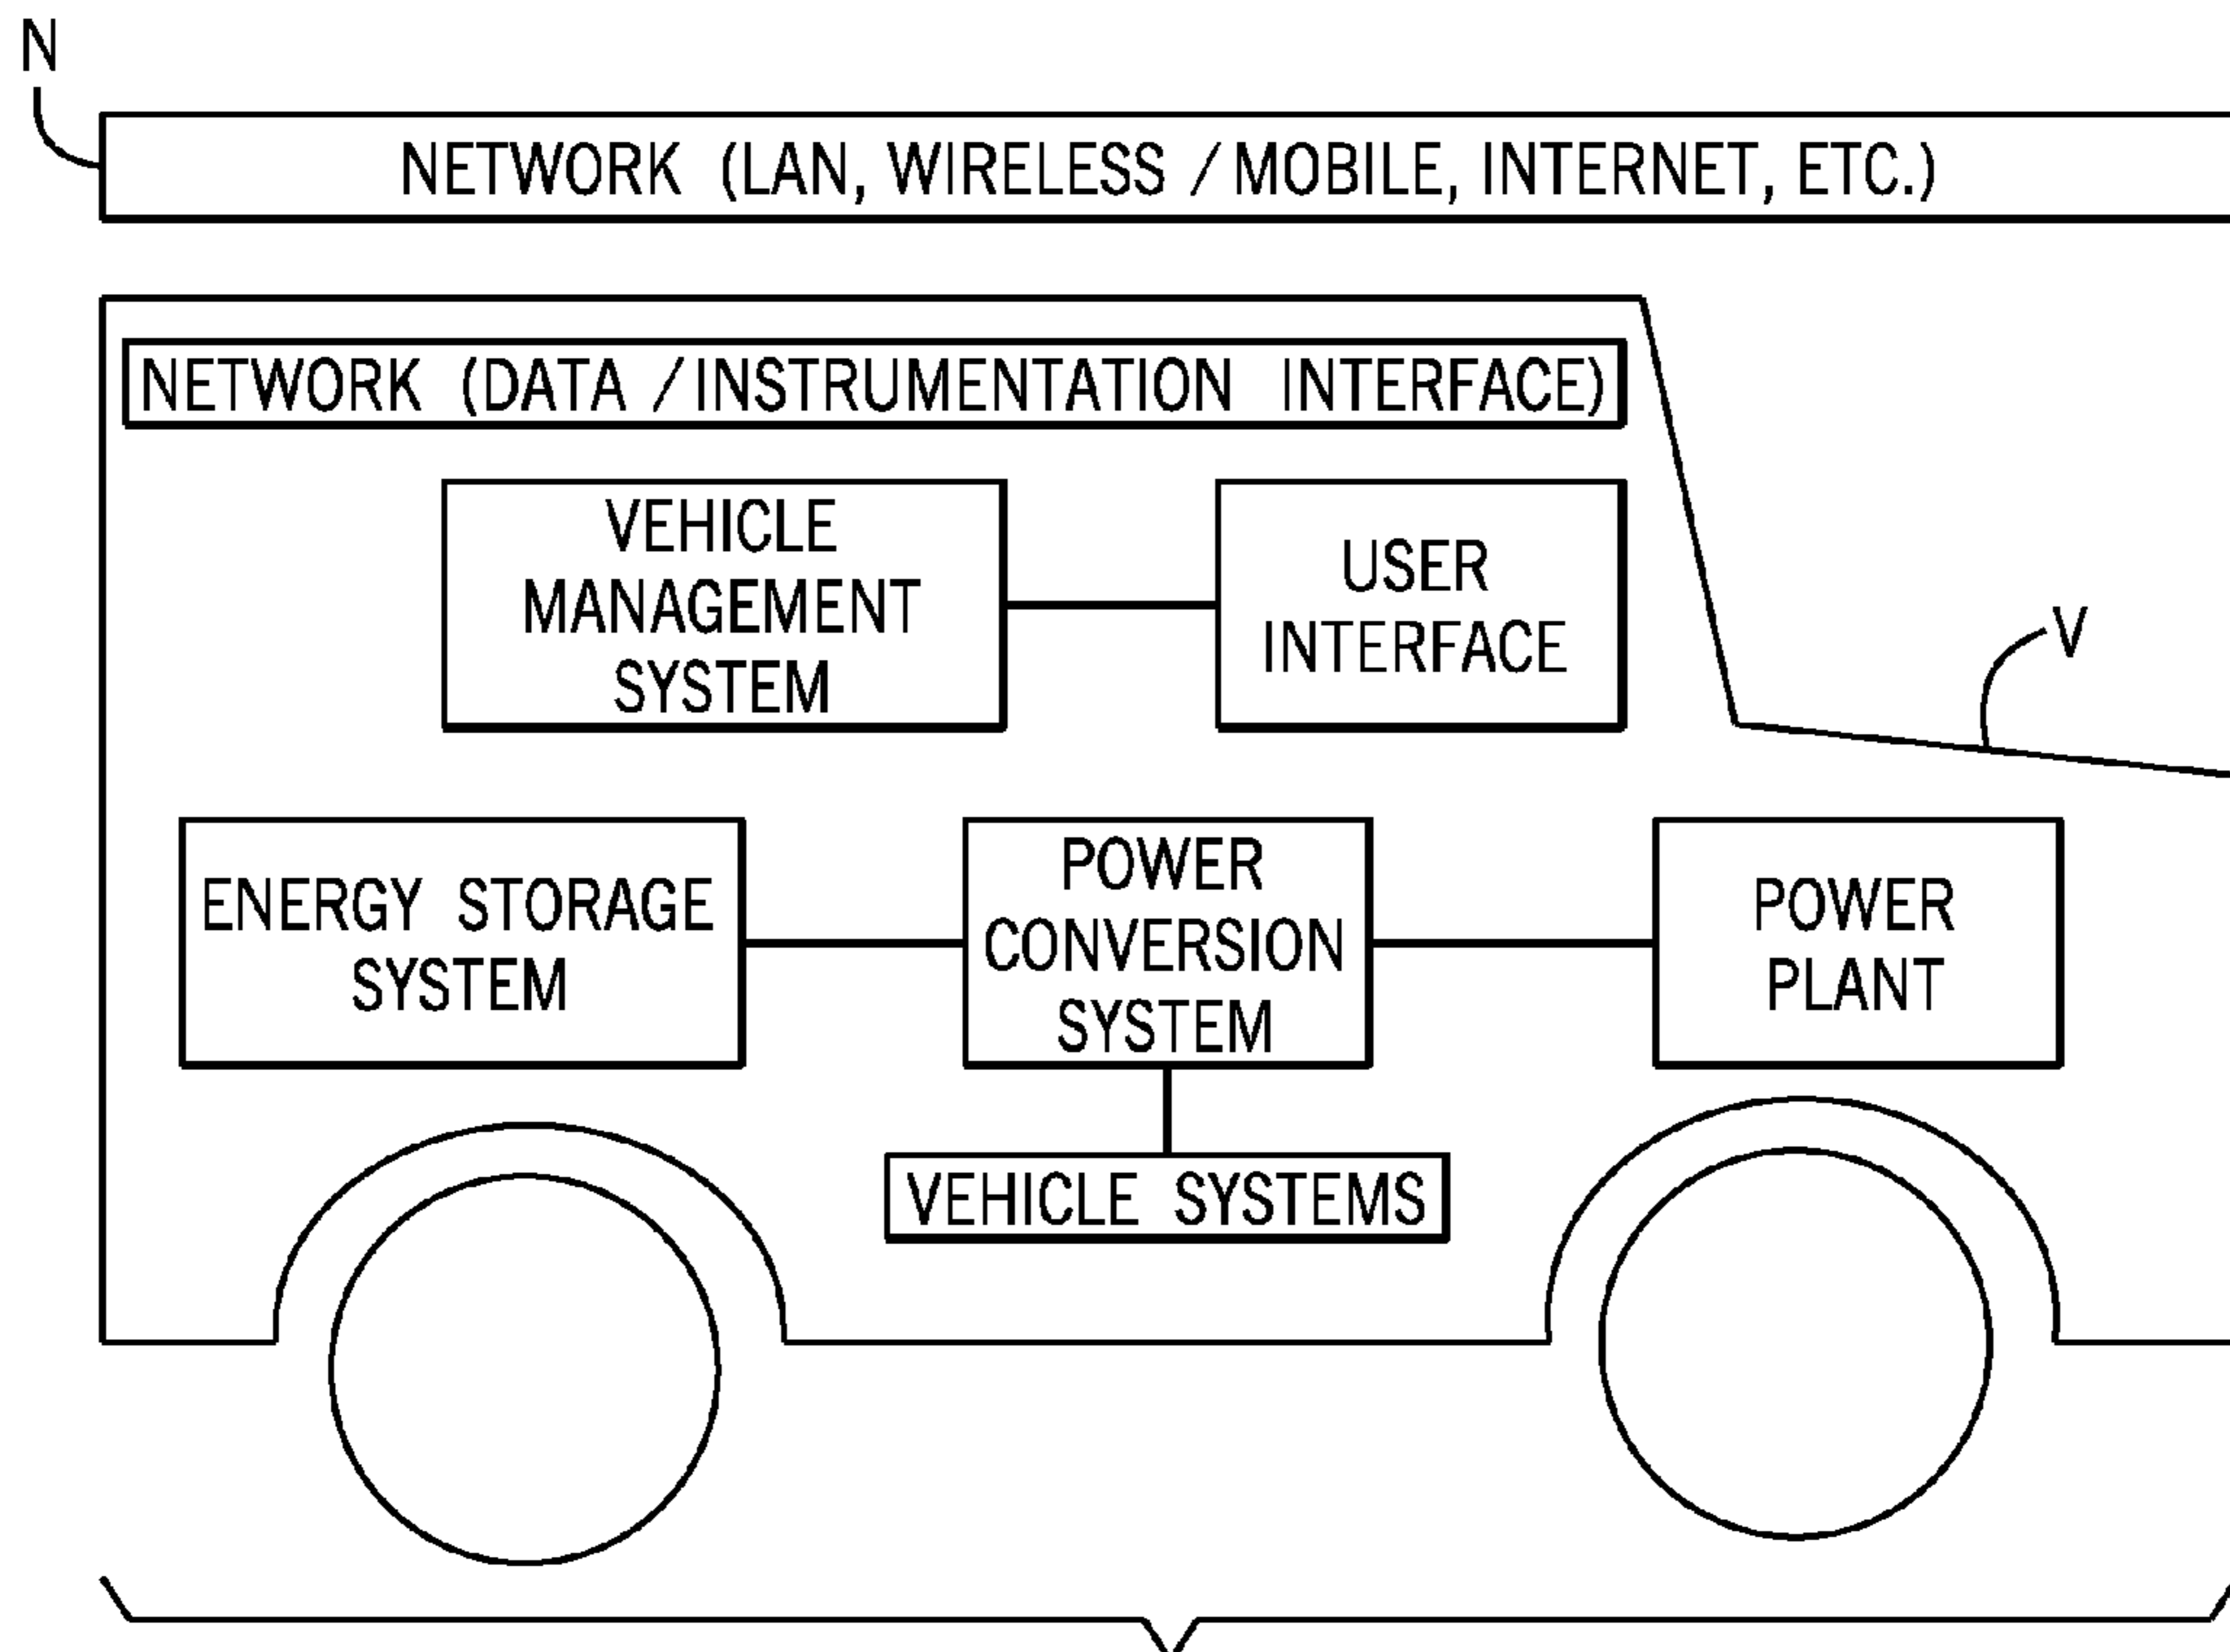 N
NETWORK (LAN, WIRELESS / MOBILE, INTERNET, ETC.)
NETWORK (DATA / INSTRUMENTATION INTERFACE)
VEHICLE
MANAGEMENT
SYSTEM
USER
INTERFACE
V
ENERGY STORAGE
SYSTEM
POWER
CONVERSION
SYSTEM
POWER
PLANT
VEHICLE SYSTEMS